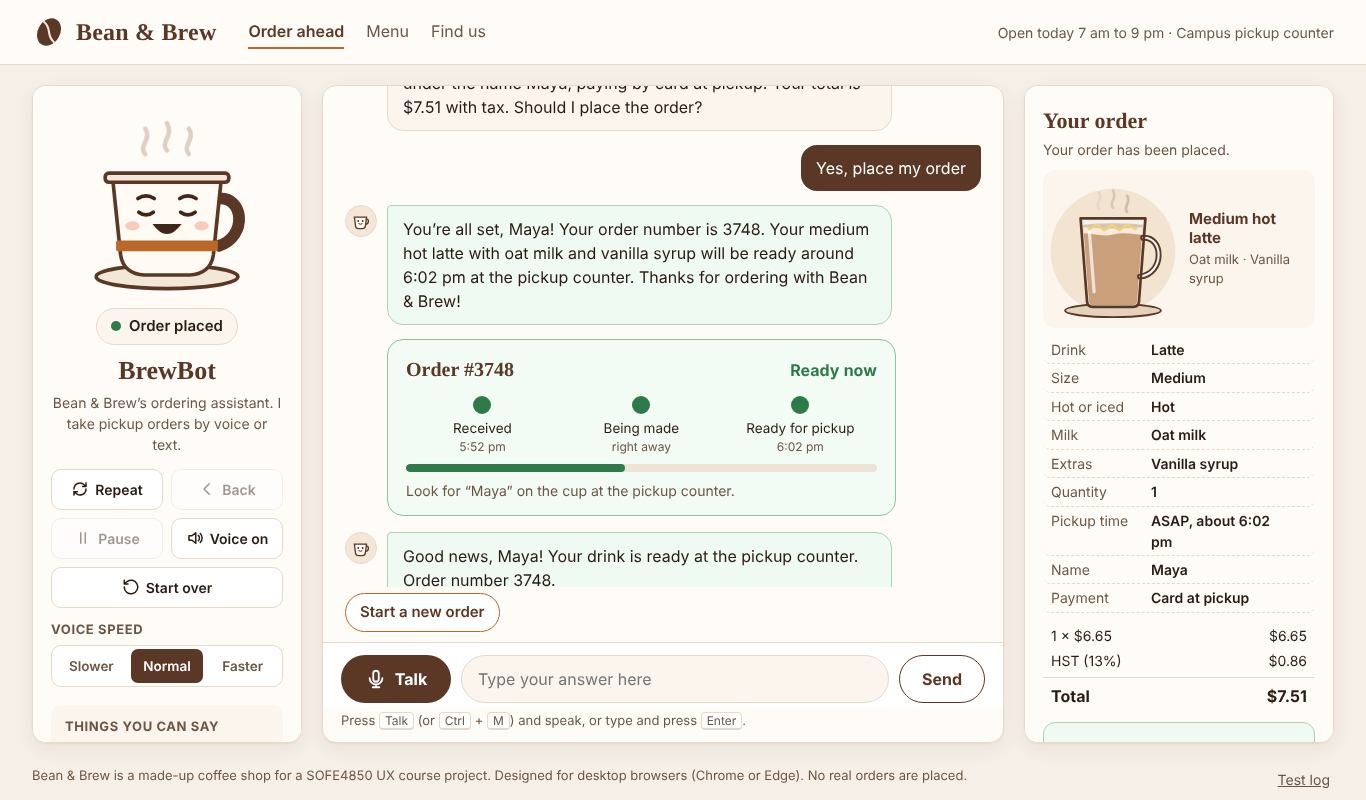 Bean & Brew
Order ahead
Menu
Find us
Open today 7 am to 9 pm · Campus pickup counter
Order placed
BrewBot
Bean & Brew’s ordering assistant. I
take pickup orders by voice or
text.
Repeat
Back
Pause
Voice on
Start over
VOICE SPEED
Slower
Normal
Faster
THINGS YOU CAN SAY
under the name Maya, paying by card at pickup. Your total is
$7.51 with tax. Should I place the order?
Yes, place my order
You’re all set, Maya! Your order number is 3748. Your medium
hot latte with oat milk and vanilla syrup will be ready around
6:02 pm at the pickup counter. Thanks for ordering with Bean
& Brew!
Order #3748
Ready now
Received
5:52 pm
Being made
right away
Ready for pickup
6:02 pm
Look for “Maya” on the cup at the pickup counter.
Good news, Maya! Your drink is ready at the pickup counter.
Order number 3748.
Start a new order
Talk
Type your answer here
Send
Press Talk (or Ctrl + M) and speak, or type and press Enter.
Your order
Your order has been placed.
Medium hot
latte
Oat milk · Vanilla
syrup
Drink Latte
Size Medium
Hot or iced Hot
Milk Oat milk
Extras Vanilla syrup
Quantity 1
Pickup time ASAP, about 6:02
pm
Name Maya
Payment Card at pickup
1 × $6.65 $6.65
HST (13%) $0.86
Total $7.51
Bean & Brew is a made-up coffee shop for a SOFE4850 UX course project. Designed for desktop browsers (Chrome or Edge). No real orders are placed.
Test log